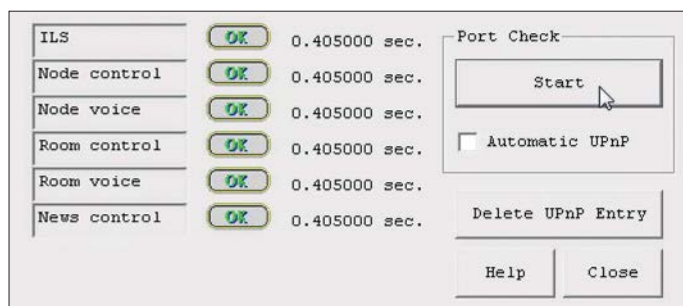 ILS OK 0.405000 sec.
Node control OK 0.405000 sec.
Node voice OK 0.405000 sec.
Room control OK 0.405000 sec.
Room voice OK 0.405000 sec.
News control OK 0.405000 sec.
Port Check
Start
Automatic UPnP
Delete UPnP Entry
Help Close